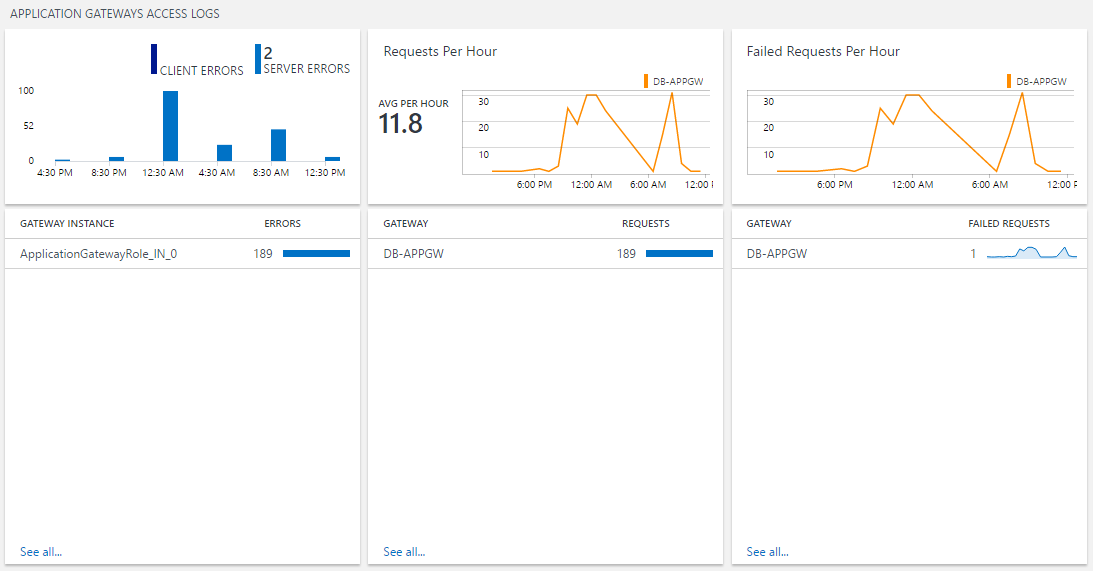 APPLICATION GATEWAYS ACCESS LOGS
CLIENT ERRORS
2
SERVER ERRORS
100
52
0
4:30 PM 8:30 PM 12:30 AM 4:30 AM 8:30 AM 12:30 PM
Requests Per Hour
DB-APPGW
AVG PER HOUR
11.8
30
20
10
6:00 PM 12:00 AM 6:00 AM 12:00 P
Failed Requests Per Hour
DB-APPGW
30
20
10
6:00 PM 12:00 AM 6:00 AM 12:00 P
GATEWAY INSTANCE ERRORS
ApplicationGatewayRole_IN_0 189
See all...
GATEWAY REQUESTS
DB-APPGW 189
See all...
GATEWAY FAILED REQUESTS
DB-APPGW 1
See all...